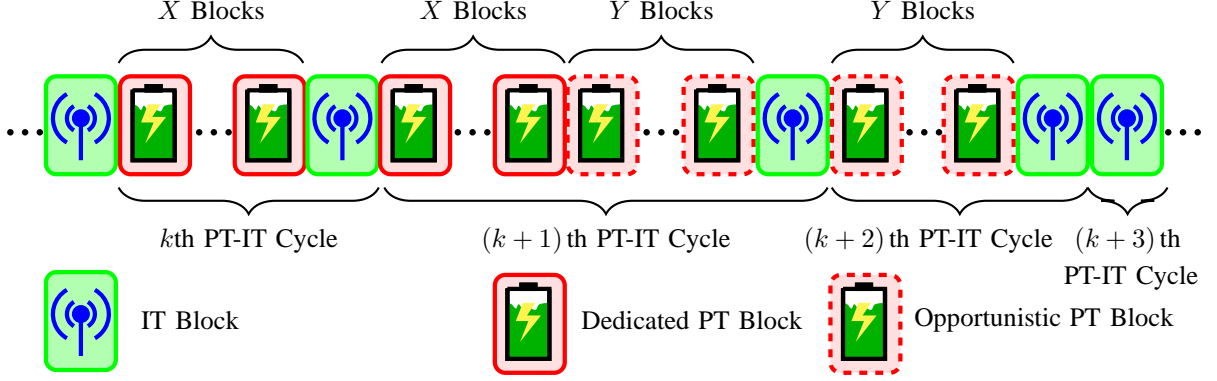 X Blocks X Blocks Y Blocks Y Blocks
kth PT-IT Cycle (k + 1) th PT-IT Cycle (k + 2) th PT-IT Cycle (k + 3) th
PT-IT Cycle
IT Block Dedicated PT Block Opportunistic PT Block